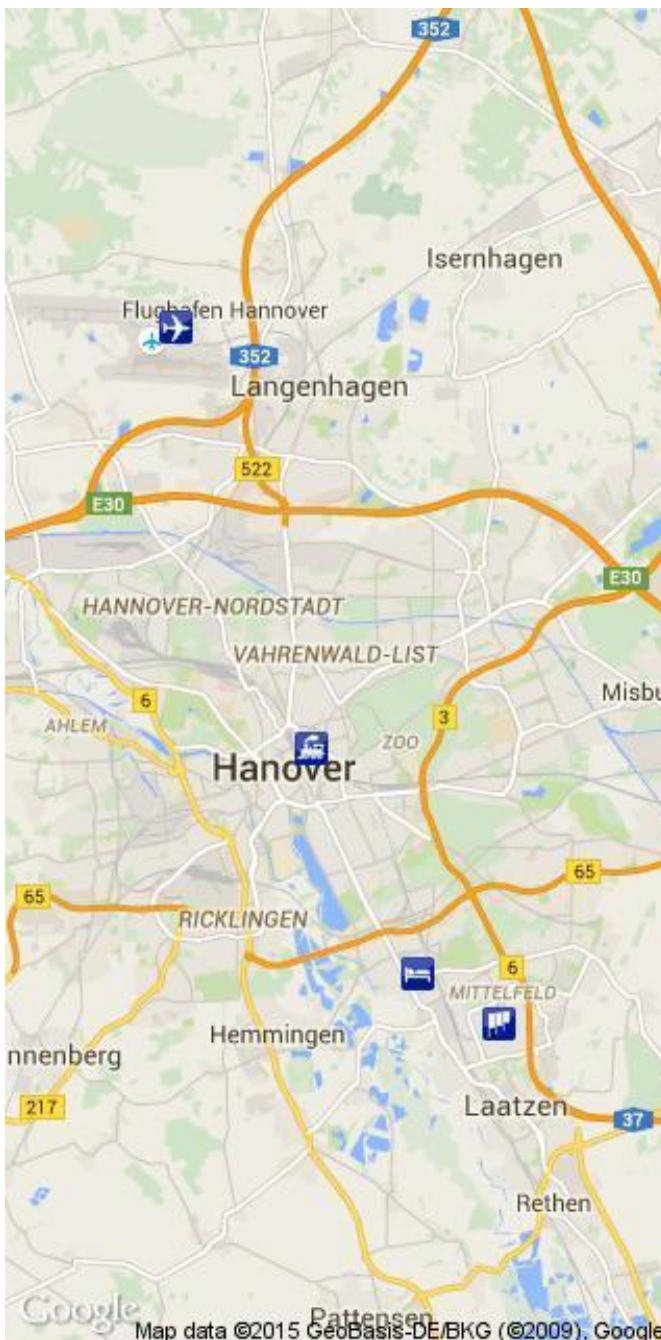 352
Isernhagen
Flughafen Hannover
352
Langenhagen
522
E30
E30
HANNOVER-NORDSTADT
VAHRENWALD-LIST
6
3
Misbu
AHLEM
ZOO
Hanover
65
65
RICKLINGEN
6
MITTELFELD
Hemmingen
nnenberg
217
Laatzen
37
Rethen
Google
Pattensen
Map data ©2015 GeoBasis-DE/BKG (©2009), Google